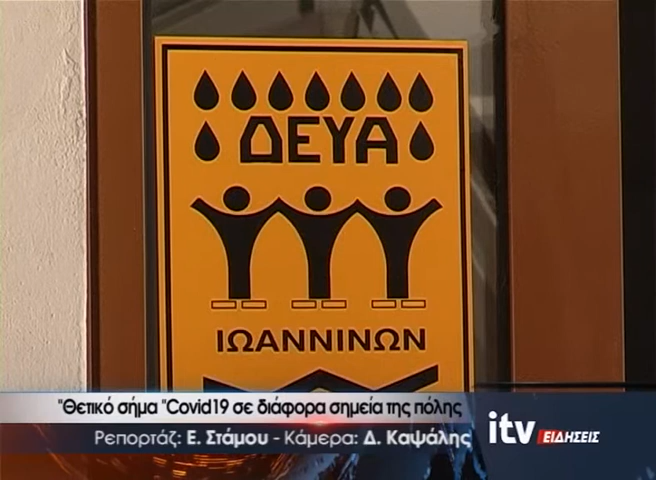 ΔΕΥΑ
ΙΩΑΝΝΙΝΩΝ
"Θετικό σήμα "Covid19 σε διάφορα σημεία της πόλης
Ρεπορτάζ: Ε. Στάμου - Κάμερα: Δ. Καψάλης
itv ΕΙΔΗΣΕΙΣ